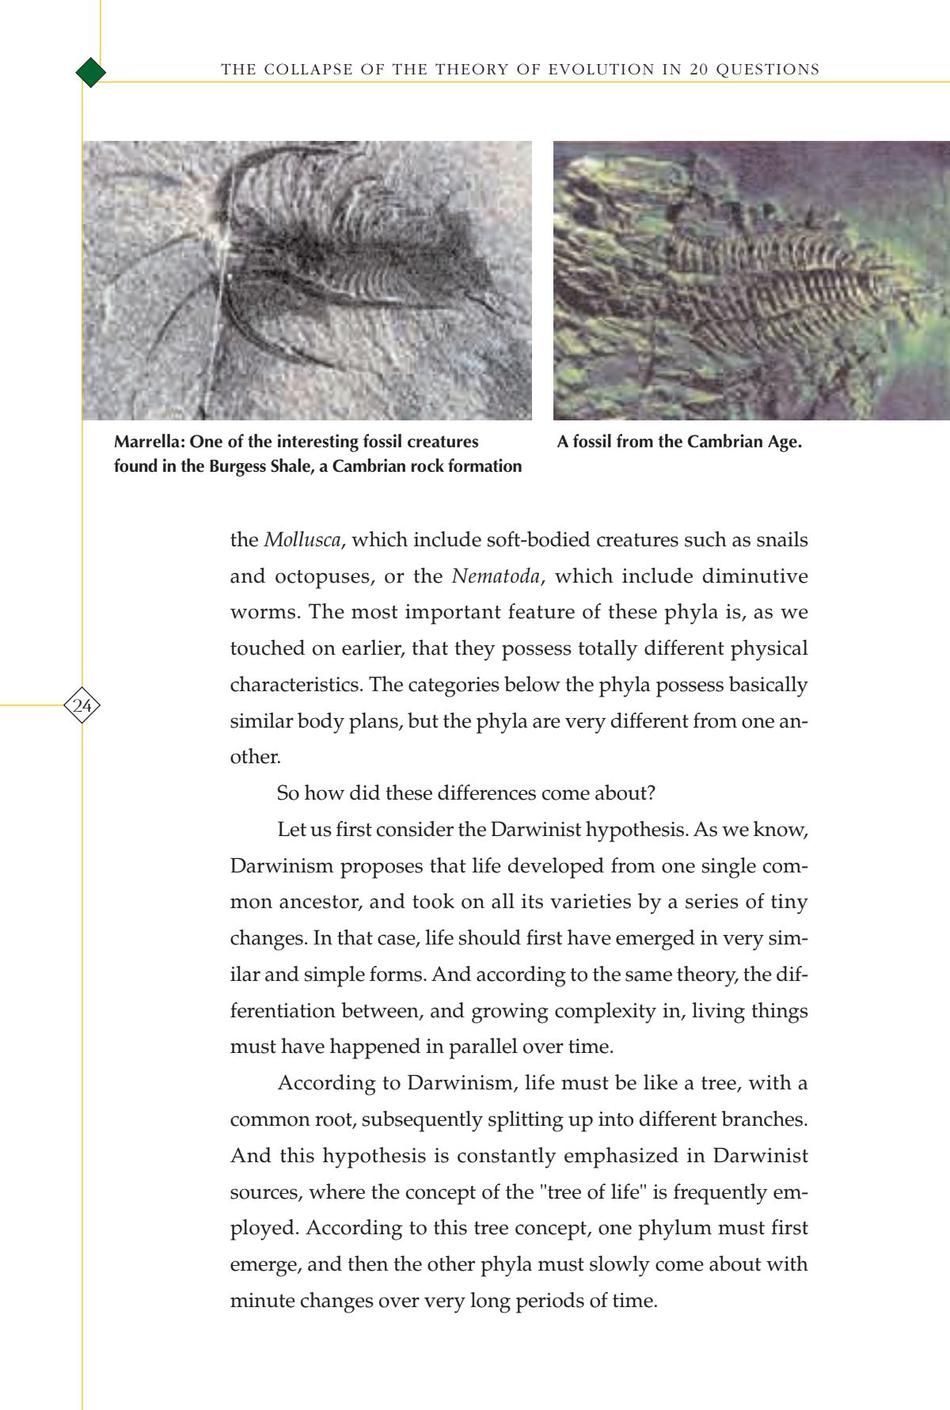 THE COLLAPSE OF THE THEORY OF EVOLUTION IN 20 QUESTIONS
Marrella: One of the interesting fossil creatures
found in the Burgess Shale, a Cambrian rock formation
A fossil from the Cambrian Age.
the Mollusca, which include soft-bodied creatures such as snails
and octopuses, or the Nematoda, which include diminutive
worms. The most important feature of these phyla is, as we
touched on earlier, that they possess totally different physical
characteristics. The categories below the phyla possess basically
similar body plans, but the phyla are very different from one an-
other.
So how did these differences come about?
Let us first consider the Darwinist hypothesis. As we know,
Darwinism proposes that life developed from one single com-
mon ancestor, and took on all its varieties by a series of tiny
changes. In that case, life should first have emerged in very sim-
ilar and simple forms. And according to the same theory, the dif-
ferentiation between, and growing complexity in, living things
must have happened in parallel over time.
According to Darwinism, life must be like a tree, with a
common root, subsequently splitting up into different branches.
And this hypothesis is constantly emphasized in Darwinist
sources, where the concept of the "tree of life" is frequently em-
ployed. According to this tree concept, one phylum must first
emerge, and then the other phyla must slowly come about with
minute changes over very long periods of time.
24